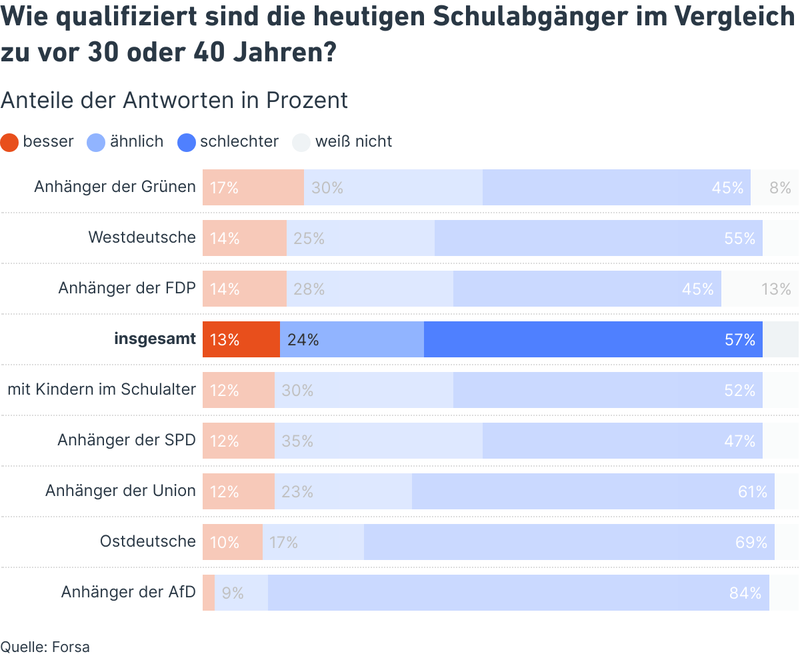 Wie qualifiziert sind die heutigen Schulabgänger im Vergleich
zu vor 30 oder 40 Jahren?
Anteile der Antworten in Prozent
besser ähnlich schlechter weiß nicht
Anhänger der Grünen 17% 30% 45% 8%
Westdeutsche 14% 25% 55%
Anhänger der FDP 14% 28% 45% 13%
insgesamt 13% 24% 57%
mit Kindern im Schulalter 12% 30% 52%
Anhänger der SPD 12% 35% 47%
Anhänger der Union 12% 23% 61%
Ostdeutsche 10% 17% 69%
Anhänger der AfD 9% 84%
Quelle: Forsa